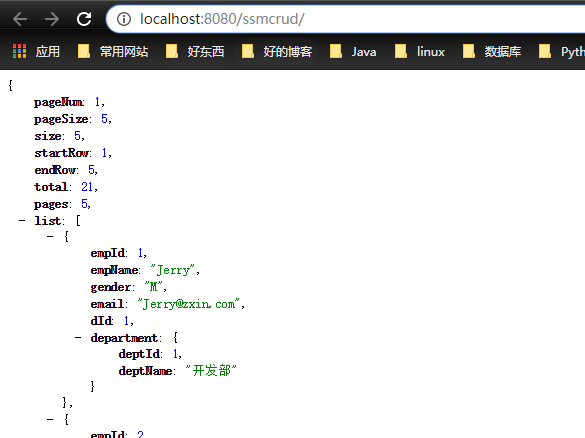 localhost:8080/ssmcrud/
应用 常用网站 好东西 好的博客 Java linux 数据库 Pyth
{
pageNum: 1,
pageSize: 5,
size: 5,
startRow: 1,
endRow: 5,
total: 21,
pages: 5,
- list: [
- {
empId: 1,
empName: "Jerry",
gender: "M",
email: "Jerry@zxin.com",
dId: 1,
- department: {
deptId: 1,
deptName: "开发部"
}
},
- {
empId: 2